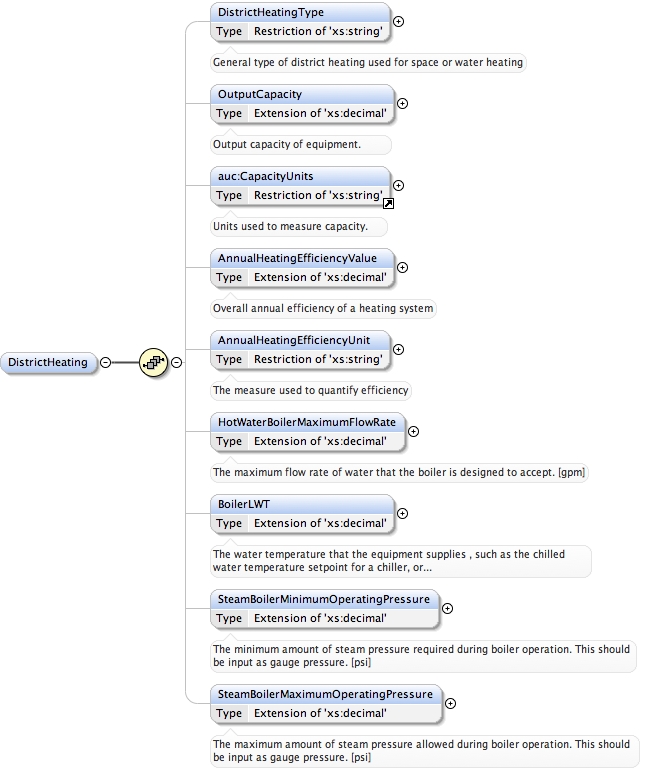 DistrictHeatingType
Type Restriction of 'xs:string'
General type of district heating used for space or water heating
OutputCapacity
Type Extension of 'xs:decimal'
Output capacity of equipment.
auc:CapacityUnits
Type Restriction of 'xs:string'
Units used to measure capacity.
AnnualHeatingEfficiencyValue
Type Extension of 'xs:decimal'
Overall annual efficiency of a heating system
DistrictHeating
AnnualHeatingEfficiencyUnit
Type Restriction of 'xs:string'
The measure used to quantify efficiency
HotWaterBoilerMaximumFlowRate
Type Extension of 'xs:decimal'
The maximum flow rate of water that the boiler is designed to accept. [gpm]
BoilerLWT
Type Extension of 'xs:decimal'
The water temperature that the equipment supplies , such as the chilled
water temperature setpoint for a chiller, or...
SteamBoilerMinimumOperatingPressure
Type Extension of 'xs:decimal'
The minimum amount of steam pressure required during boiler operation. This should
be input as gauge pressure. [psi]
SteamBoilerMaximumOperatingPressure
Type Extension of 'xs:decimal'
The maximum amount of steam pressure allowed during boiler operation. This should
be input as gauge pressure. [psi]